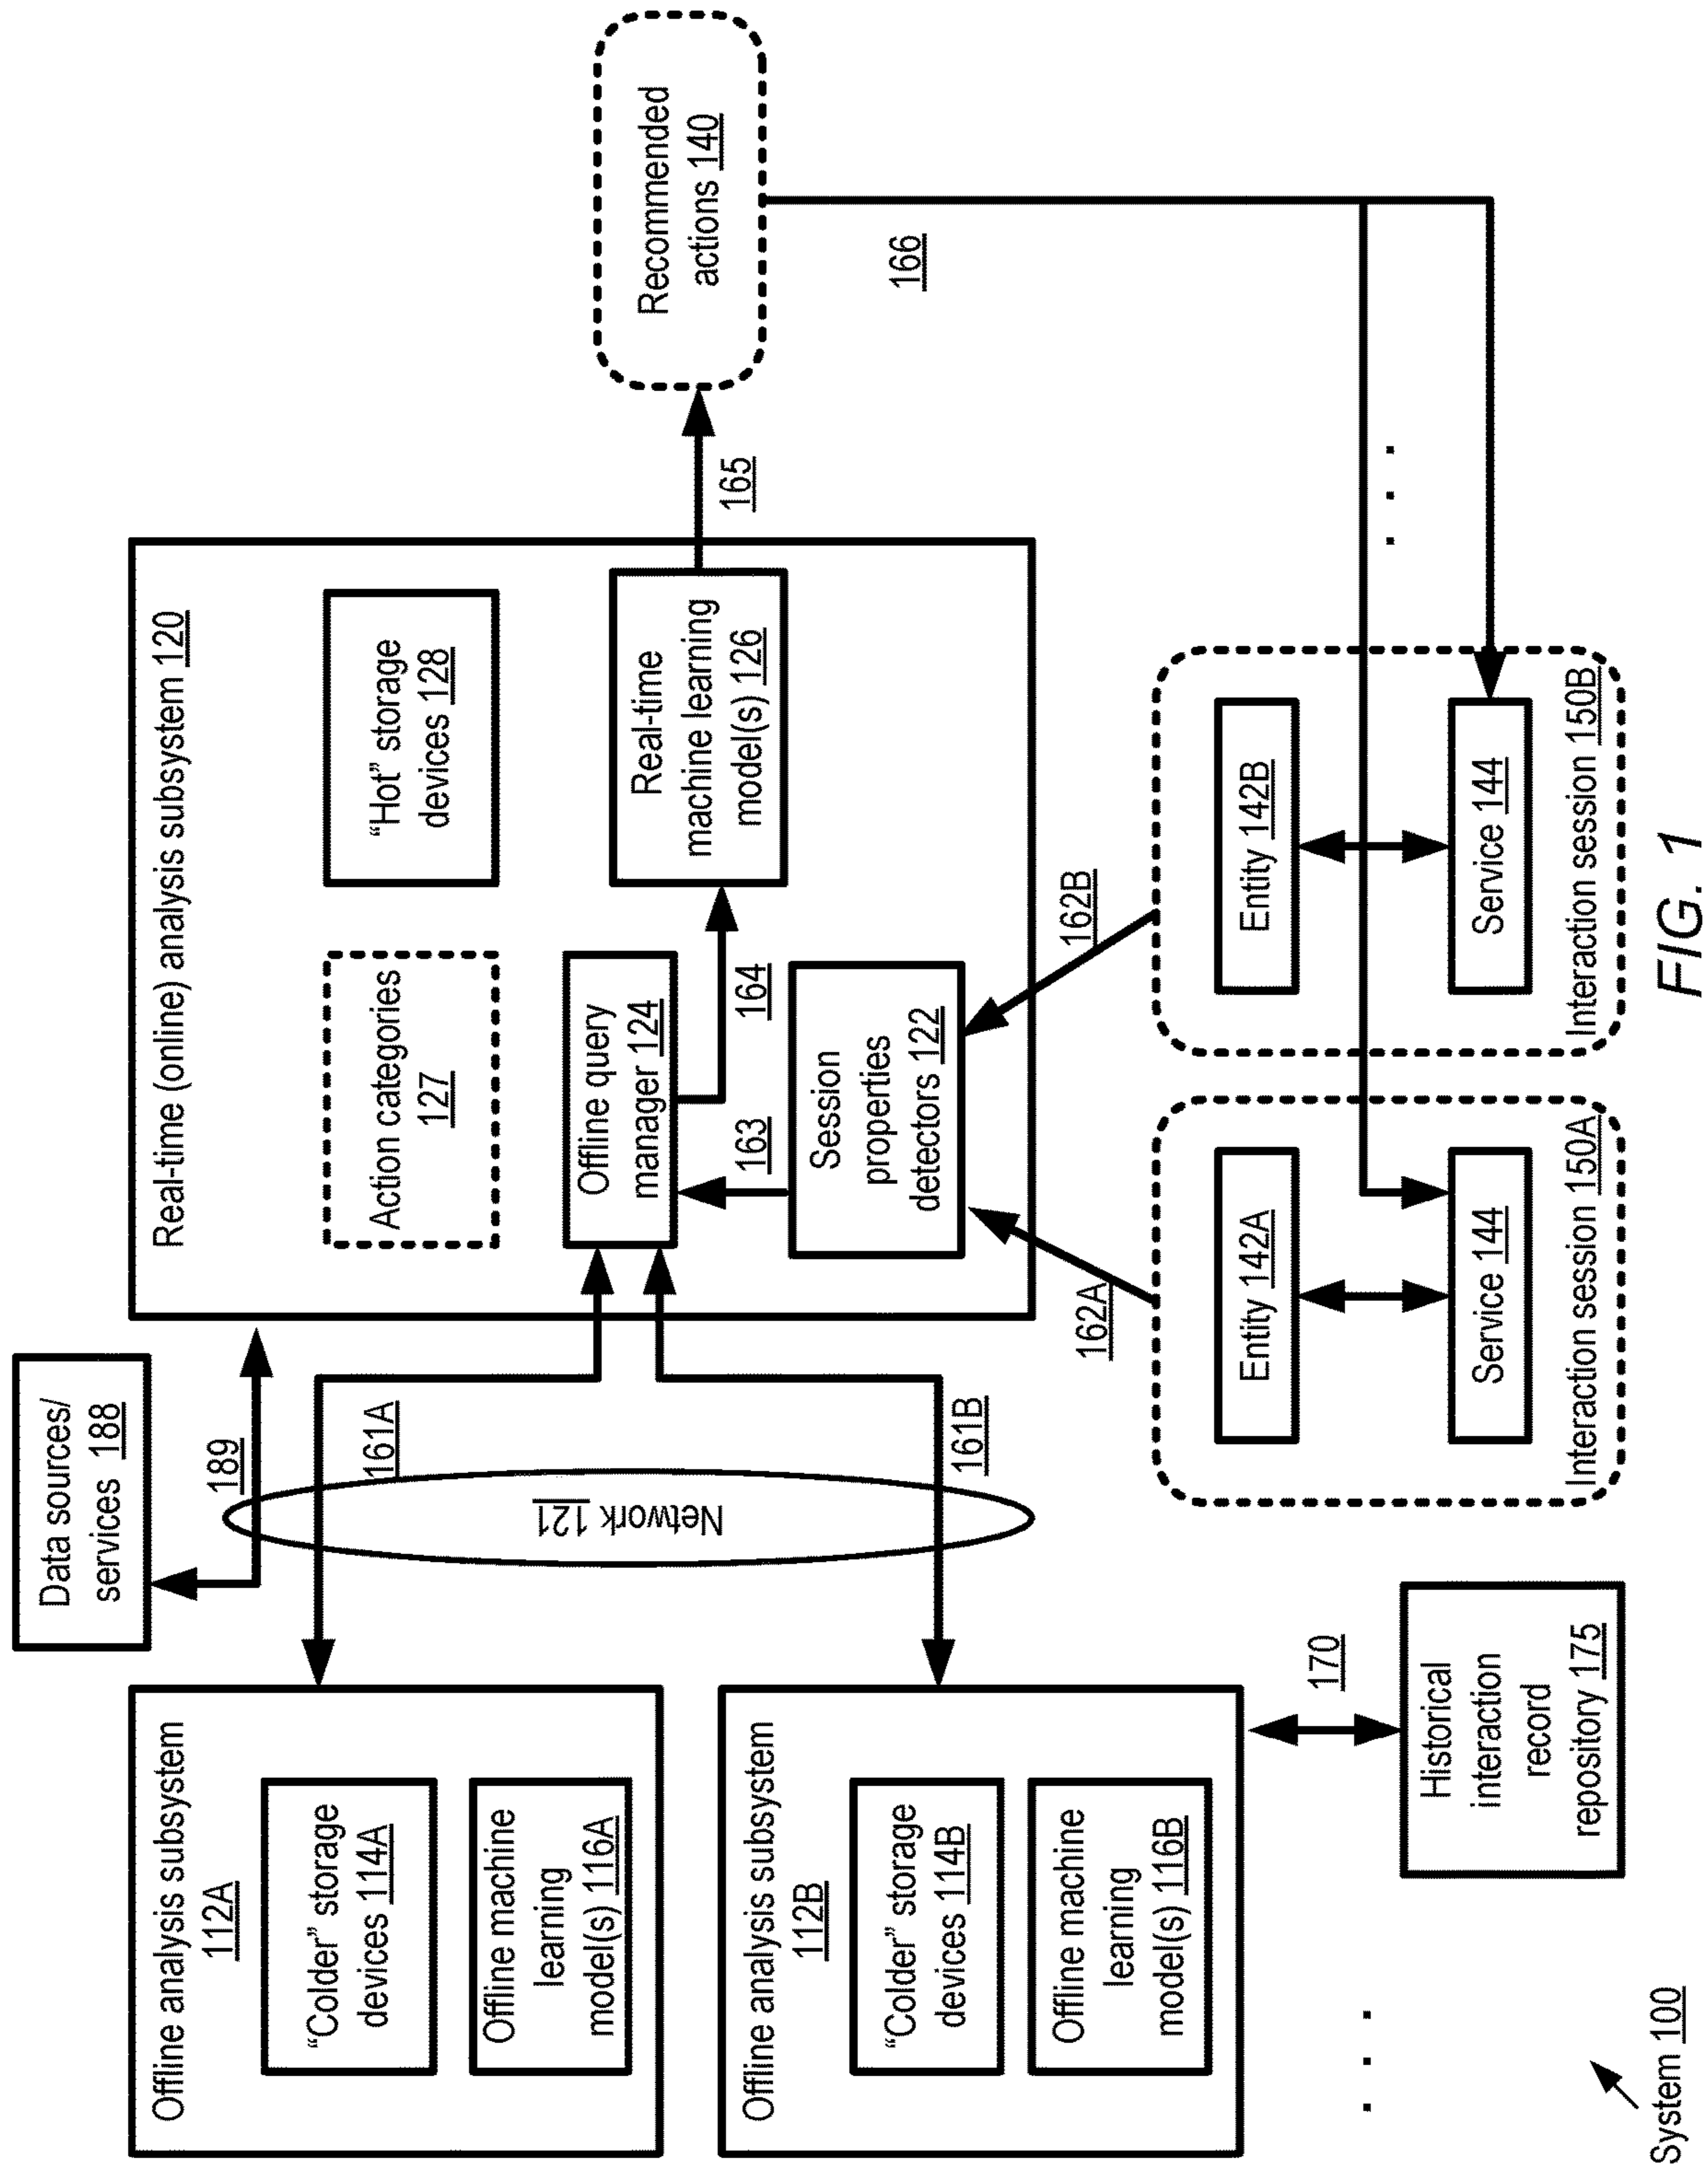 Data sources/
services 188
189
Offline analysis subsystem
112A
"Colder" storage
devices 114A
Offline machine
learning
model(s) 116A
161A
Network 121
161B
Offline analysis subsystem
112B
"Colder" storage
devices 114B
Offline machine
learning
model(s) 116B
170
Historical
interaction
record
repository 175
. . .
System 100
Real-time (online) analysis subsystem 120
Action categories
127
"Hot" storage
devices 128
Offline query
manager 124
163
164
Real-time
machine learning
model(s) 126
Session
properties
detectors 122
165
Recommended
actions 140
166
162A
162B
Entity 142A
Service 144
Interaction session 150A
Entity 142B
Service 144
Interaction session 150B
. . .
FIG. 1